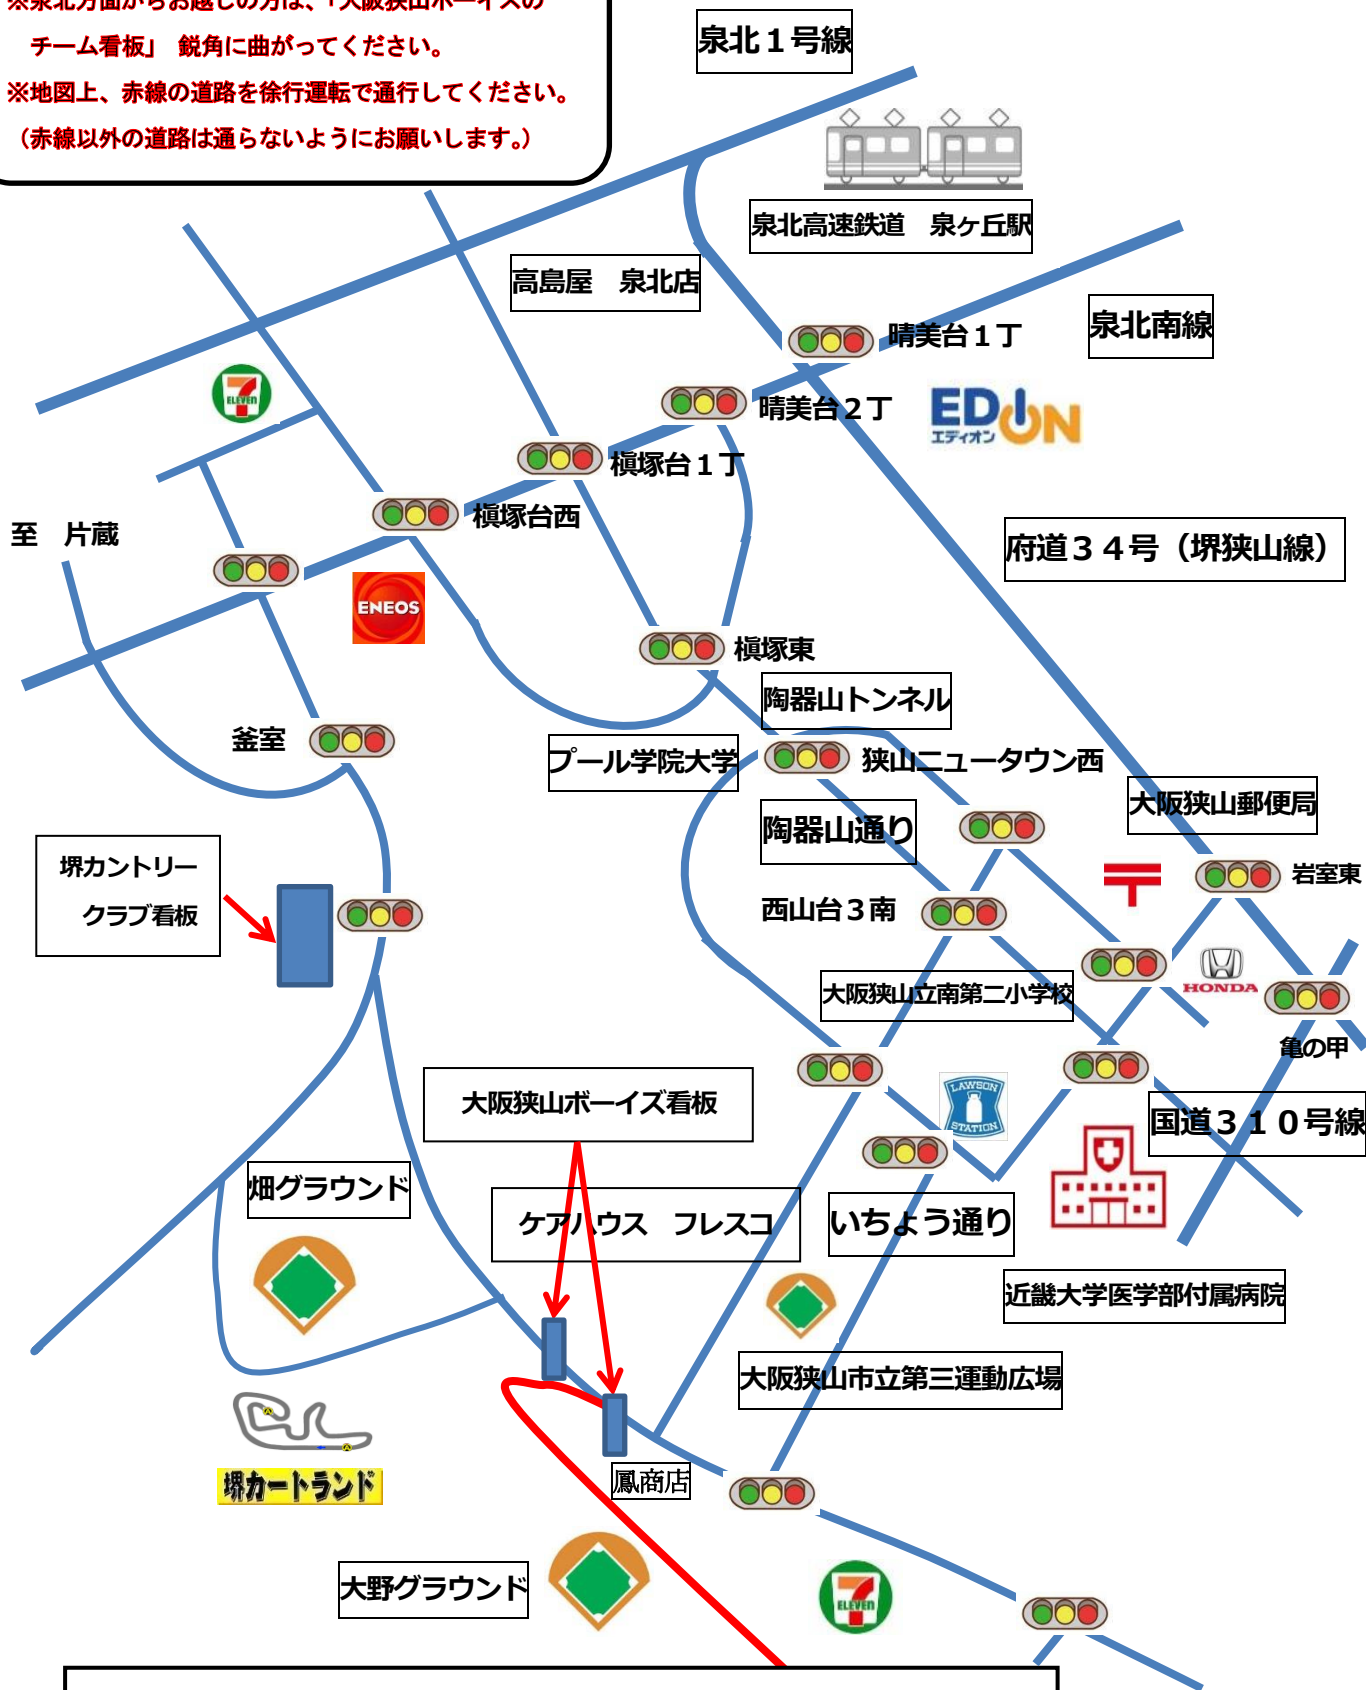 ※泉北方面からお越しの方は、「大阪狭山ボーイズの
チーム看板」 鋭角に曲がってください。
※地図上、赤線の道路を徐行運転で通行してください。
（赤線以外の道路は通らないようにお願いします。）
泉北１号線
泉北高速鉄道　泉ヶ丘駅
高島屋　泉北店
泉北南線
晴美台１丁
7
ELEVEN
晴美台２丁
EDION
エディオン
槇塚台１丁
槇塚台西
至　片蔵
府道３４号（堺狭山線）
ENEOS
槇塚東
陶器山トンネル
釜室
プール学院大学
狭山ニュータウン西
大阪狭山郵便局
陶器山通り
堺カントリー
クラブ看板
岩室東
西山台３南
大阪狭山立南第二小学校
HONDA
亀の甲
大阪狭山ボーイズ看板
LAWSON
STATION
国道３１０号線
畑グラウンド
ケアハウス　フレスコ
いちょう通り
近畿大学医学部付属病院
大阪狭山市立第三運動広場
堺カートランド
鳳商店
大野グラウンド
7
ELEVEN